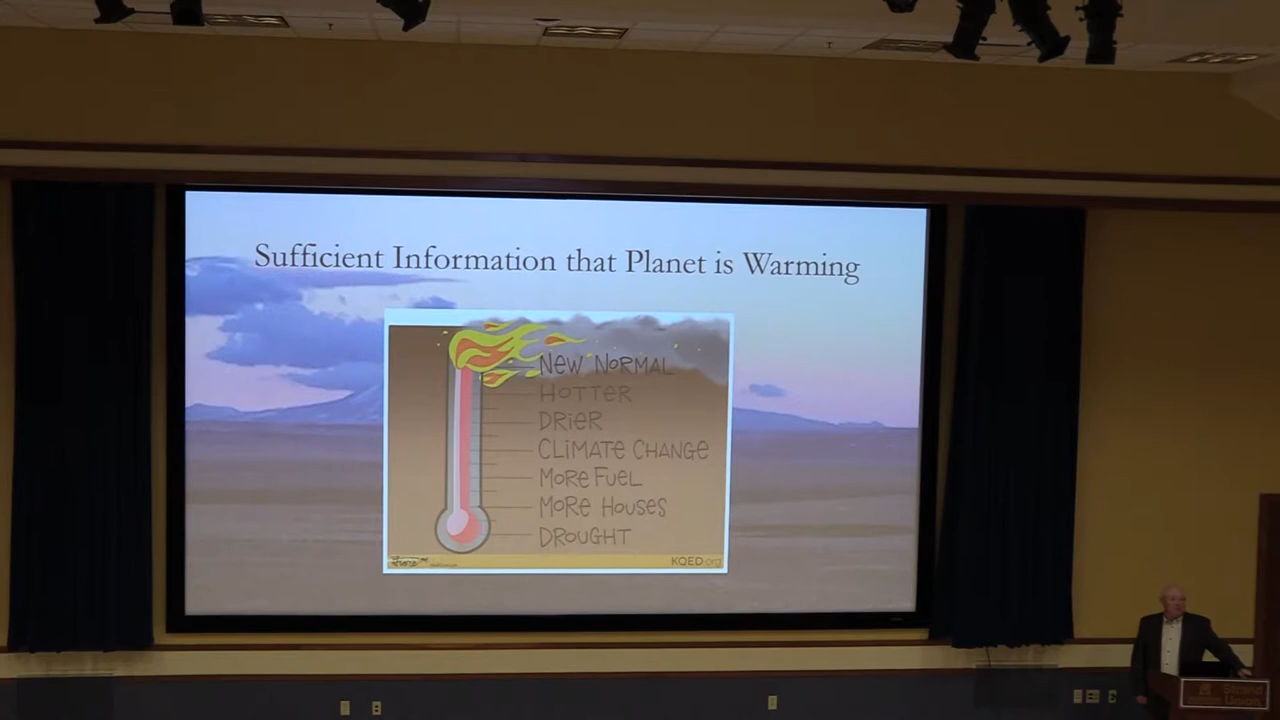 Sufficient Information that Planet is Warming
NEW NORMAL
HOTTER
DRIER
CLIMATE CHANGE
MORE FUEL
MORE HOUSES
DROUGHT
KQED.org
Union